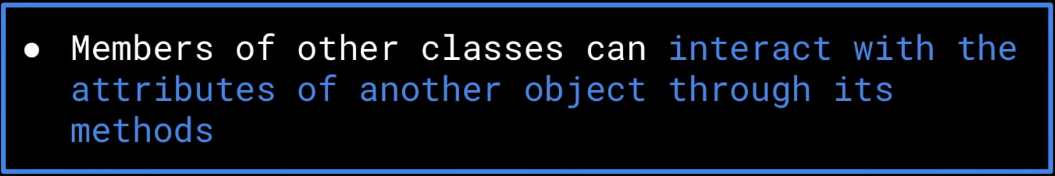 ● Members of other classes can interact with the
attributes of another object through its
methods